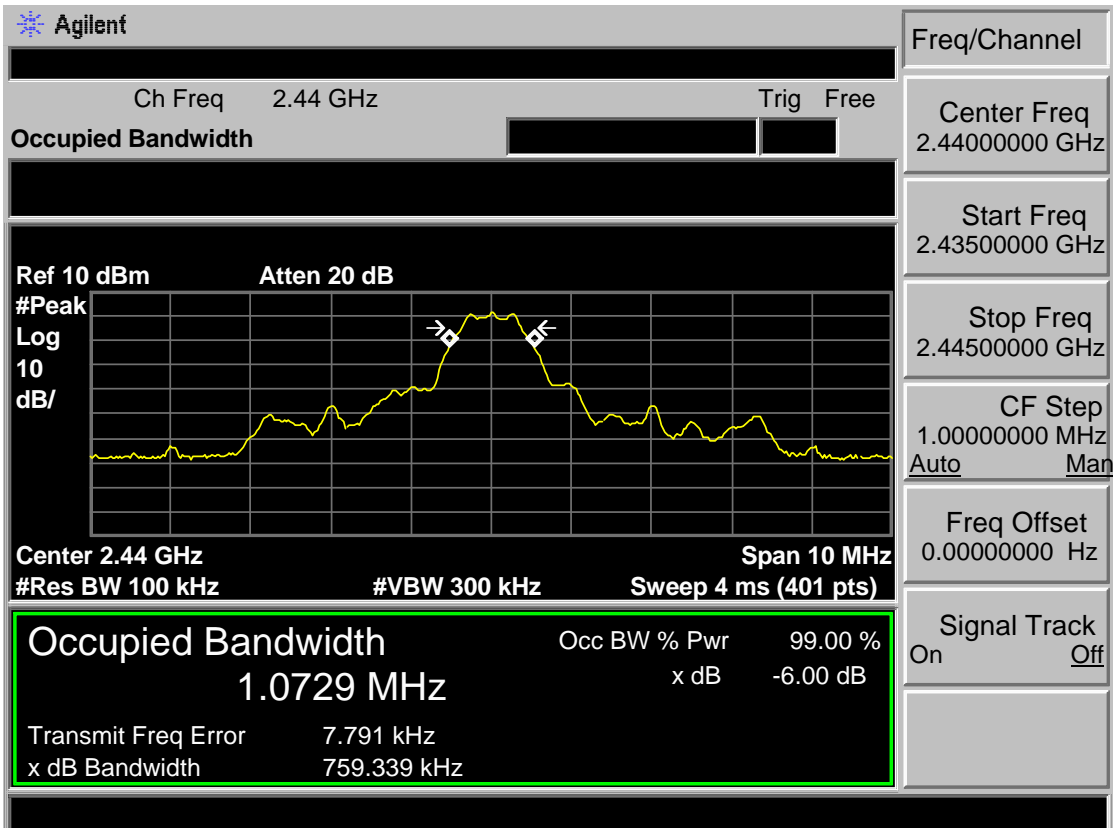 Agilent
Freq/Channel
Ch Freq 2.44 GHz Trig Free
Occupied Bandwidth
Center Freq
2.44000000 GHz
Start Freq
2.43500000 GHz
Stop Freq
2.44500000 GHz
CF Step
1.00000000 MHz
Auto Man
Freq Offset
0.00000000 Hz
Signal Track
On Off
Ref 10 dBm Atten 20 dB
#Peak
Log
10
dB/
Center 2.44 GHz Span 10 MHz
#Res BW 100 kHz #VBW 300 kHz Sweep 4 ms (401 pts)
Occupied Bandwidth Occ BW % Pwr 99.00 %
1.0729 MHz x dB -6.00 dB
Transmit Freq Error 7.791 kHz
x dB Bandwidth 759.339 kHz